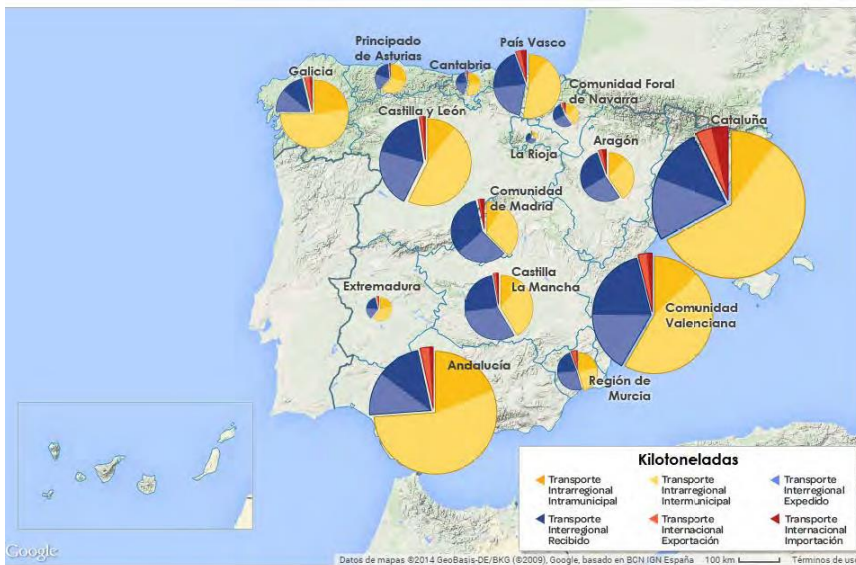 Principado
de Asturias
País Vasco
Cantabria
Galicia
Comunidad Foral
de Navarra
Castilla y León
Cataluña
Aragón
La Rioja
Comunidad
de Madrid
Castilla
La Mancha
Extremadura
Comunidad
Valenciana
Andalucía
Región de
Murcia
Kilotoneladas
Transporte
Intrarregional
Intramunicipal
Transporte
Intrarregional
Intermunicipal
Transporte
Interregional
Expedido
Transporte
Interregional
Recibido
Transporte
Internacional
Exportación
Transporte
Internacional
Importación
Google
Datos de mapas ©2014 GeoBasis-DE/BKG (©2009), Google, basado en BCN IGN España
100 km
Términos de uso